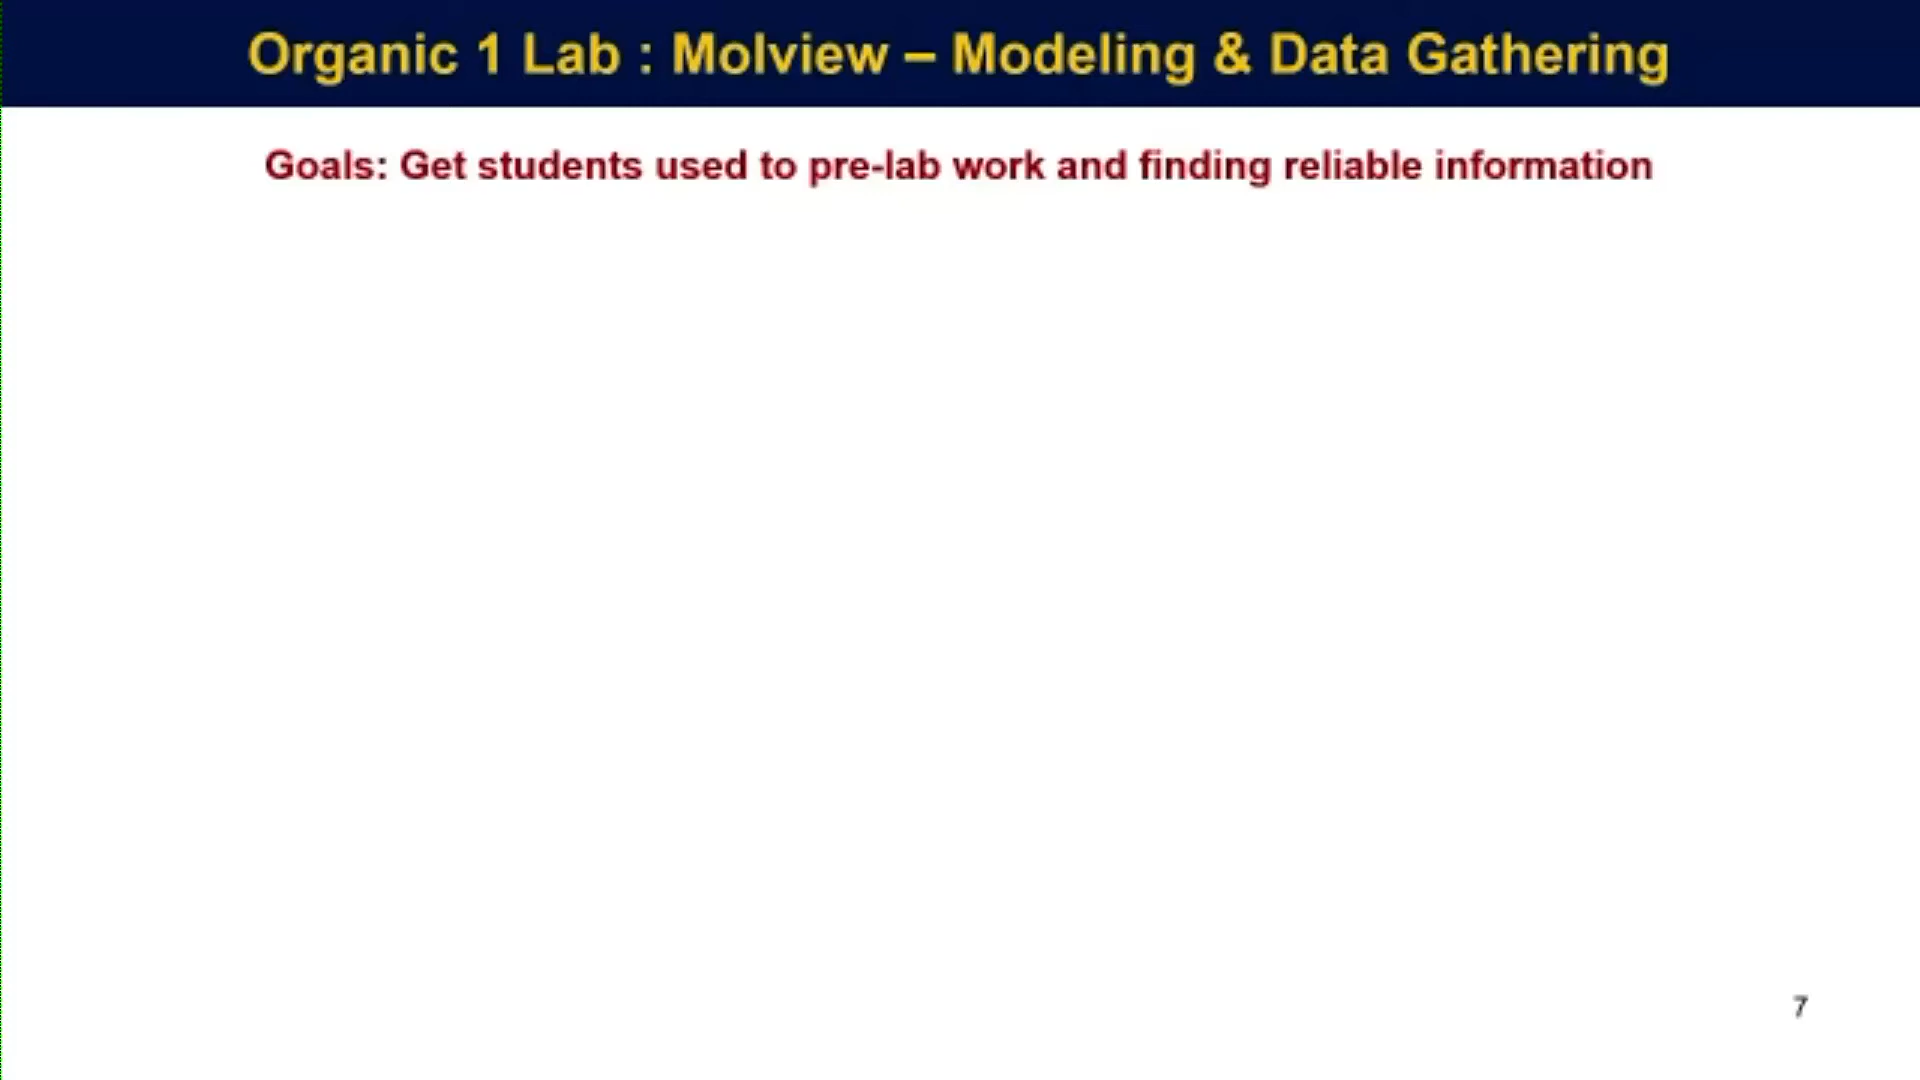 Organic 1 Lab : Molview – Modeling & Data Gathering
Goals: Get students used to pre-lab work and finding reliable information
7